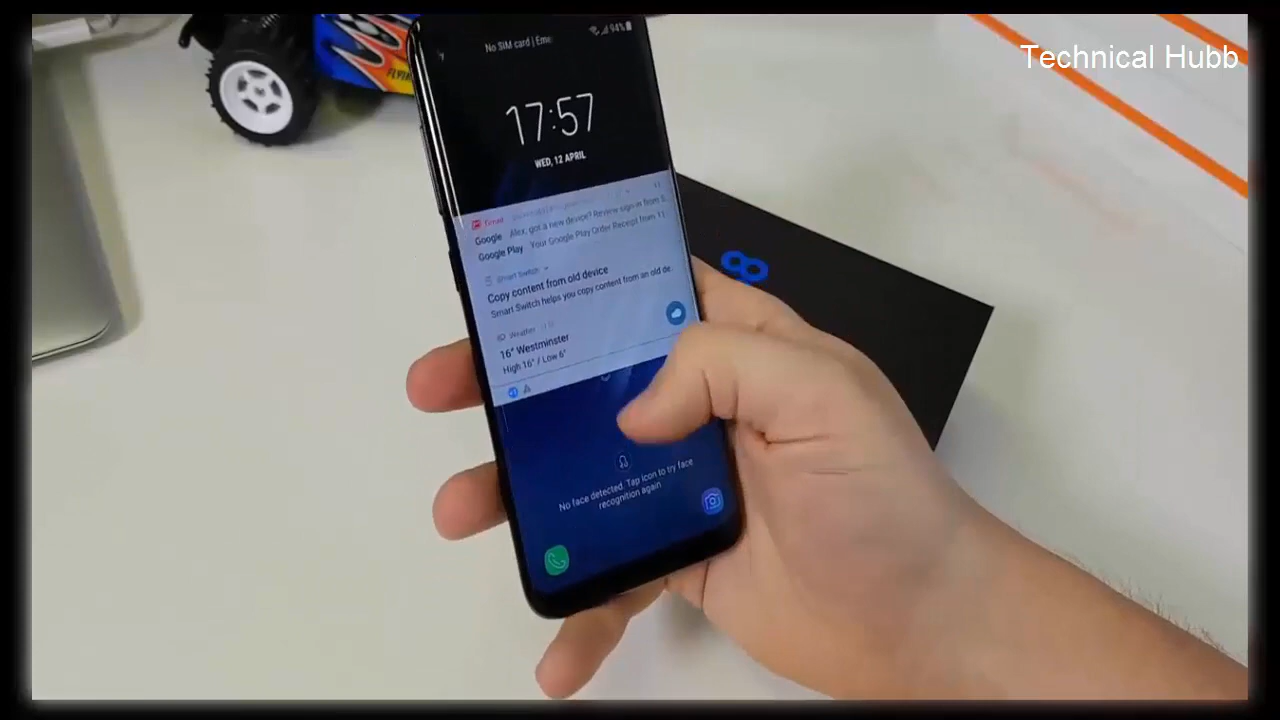 Technical Hubb
No SIM card | Eme
94%
17:57
WED, 12 APRIL
Gmail
Google Alex, got a new device? Review sign-in from S
Google Play Your Google Play Order Receipt from 11
Smart Switch
Copy content from old device
Smart Switch helps you copy content from an old de.
Weather
16° Westminster
High 16° / Low 6°
No face detected. Tap icon to try face
recognition again
8